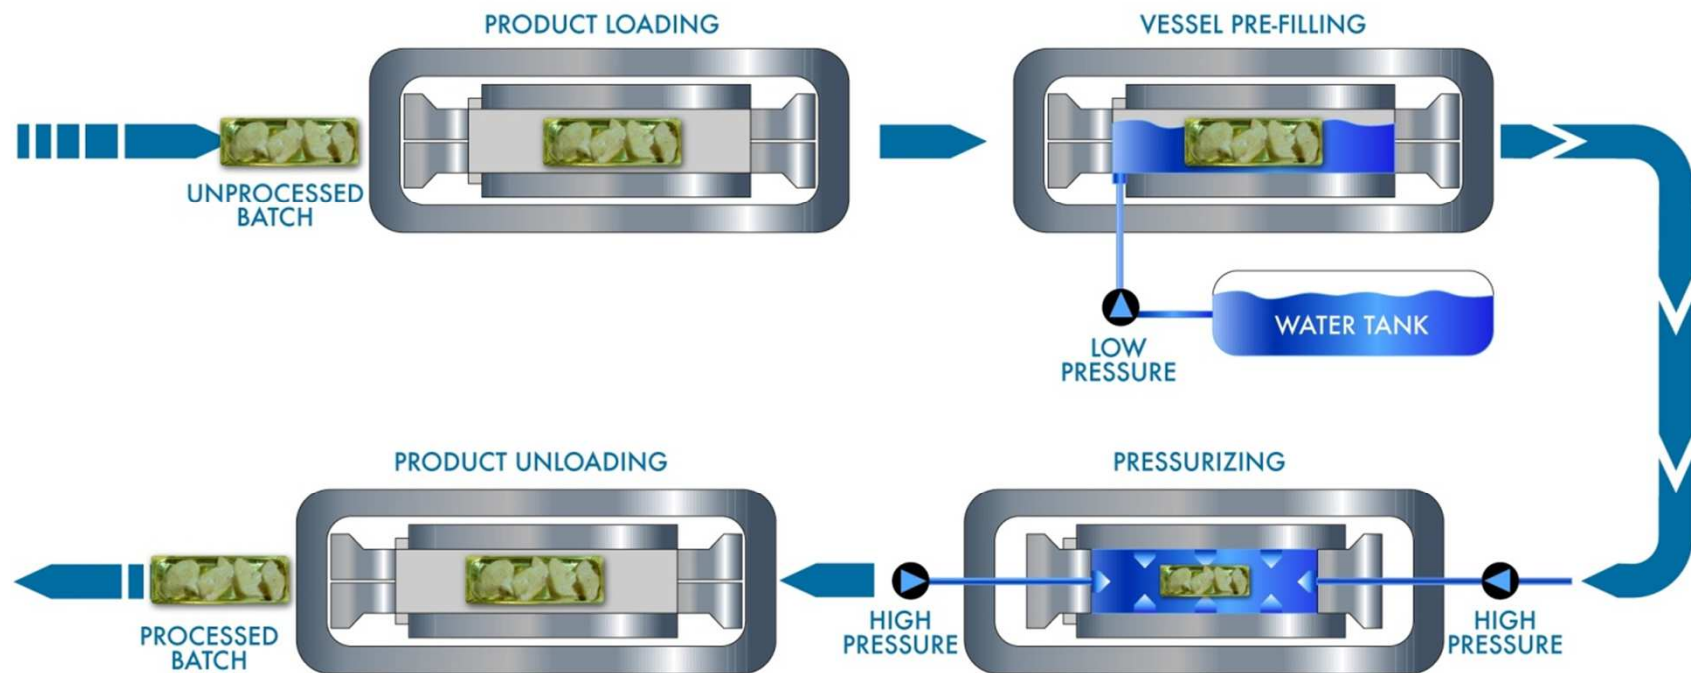 PRODUCT LOADING
VESSEL PRE-FILLING
UNPROCESSED
BATCH
WATER TANK
LOW
PRESSURE
PRODUCT UNLOADING
PRESSURIZING
PROCESSED
BATCH
HIGH
PRESSURE
HIGH
PRESSURE